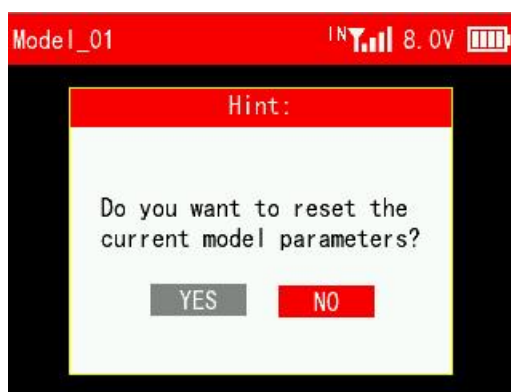 Model_01 IN 8.0V
Hint:
Do you want to reset the
current model parameters?
YES NO